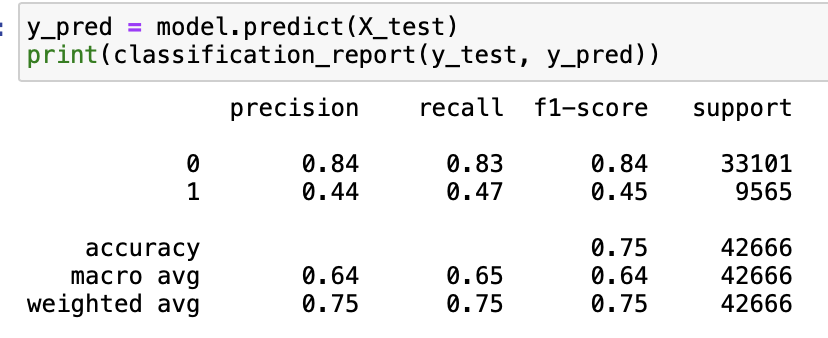 :
y_pred = model.predict(X_test)
print(classification_report(y_test, y_pred))
precision recall f1-score support
0 0.84 0.83 0.84 33101
1 0.44 0.47 0.45 9565
accuracy 0.75 42666
macro avg 0.64 0.65 0.64 42666
weighted avg 0.75 0.75 0.75 42666